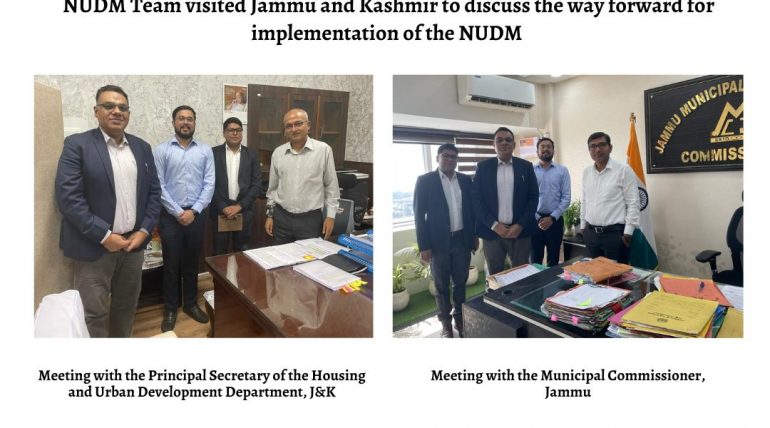 NUDM Team visited Jammu and Kashmir to discuss the way forward for
implementation of the NUDM
JAMMU MUNICIPAL
COMMISS
Meeting with the Principal Secretary of the Housing
and Urban Development Department, J&K
Meeting with the Municipal Commissioner,
Jammu